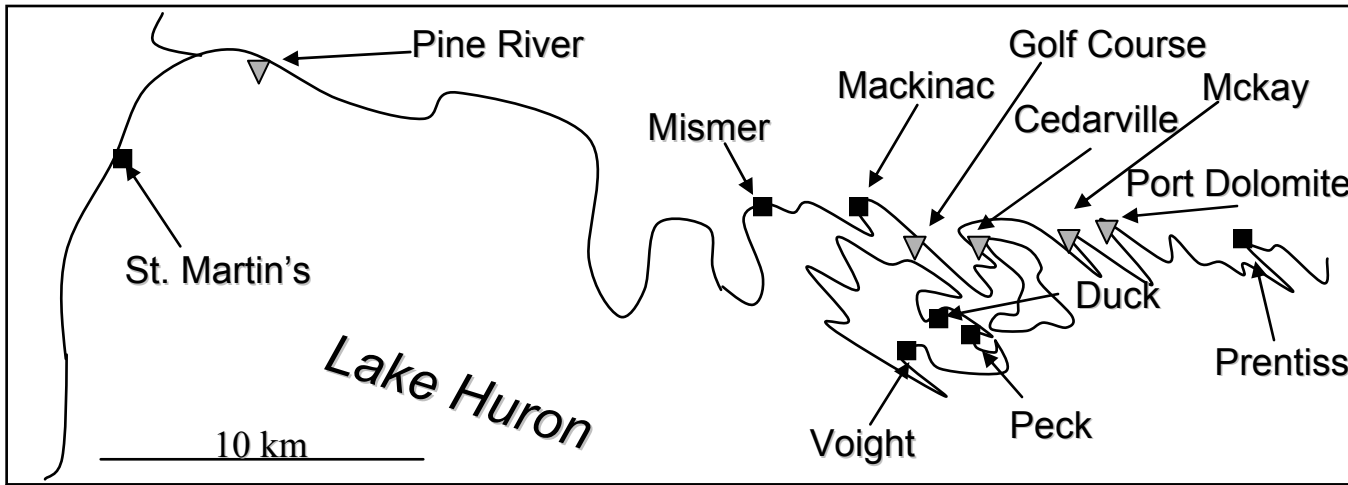 Pine River
Golf Course
Mackinac
Mckay
Mismer
Cedarville
Port Dolomite
St. Martin's
Duck
Prentiss
Lake Huron
Peck
Voight
10 km